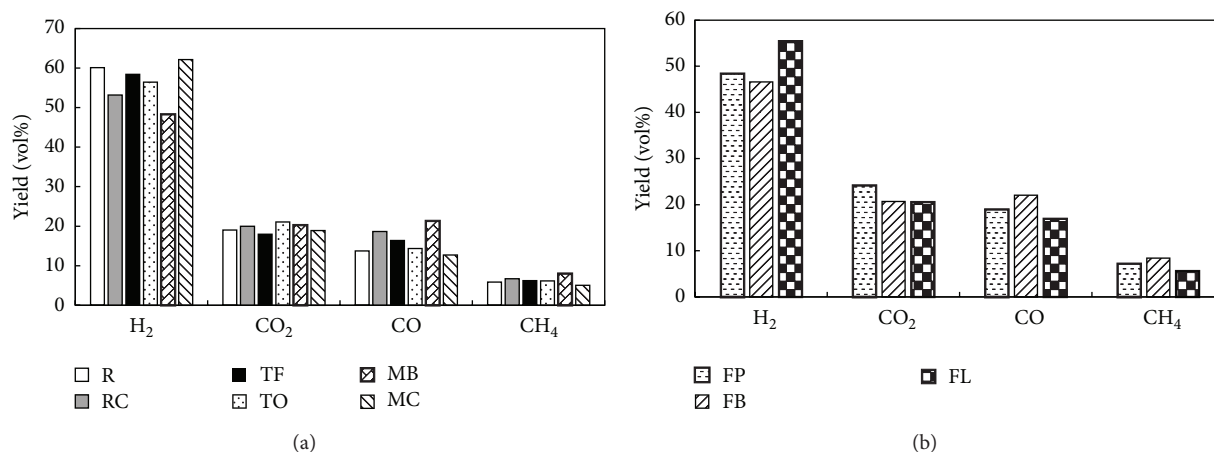 70
60
50
40
30
20
10
0
Yield (vol%)
H₂ CO₂ CO CH₄
R TF MB
RC TO MC
(a)
60
50
40
30
20
10
0
Yield (vol%)
H₂ CO₂ CO CH₄
FP FL
FB
(b)